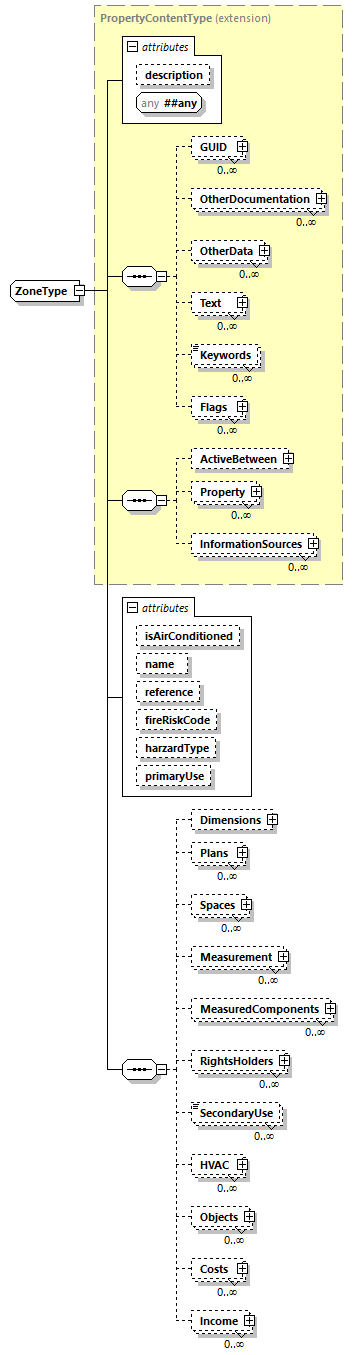 PropertyContentType (extension)
attributes
description
any ##any
GUID
0..∞
OtherDocumentation
0..∞
OtherData
0..∞
ZoneType
Text
0..∞
Keywords
0..∞
Flags
0..∞
ActiveBetween
Property
0..∞
InformationSources
0..∞
attributes
isAirConditioned
name
reference
fireRiskCode
harzardType
primaryUse
Dimensions
Plans
0..∞
Spaces
0..∞
Measurement
0..∞
MeasuredComponents
0..∞
RightsHolders
0..∞
SecondaryUse
0..∞
HVAC
0..∞
Objects
0..∞
Costs
0..∞
Income
0..∞